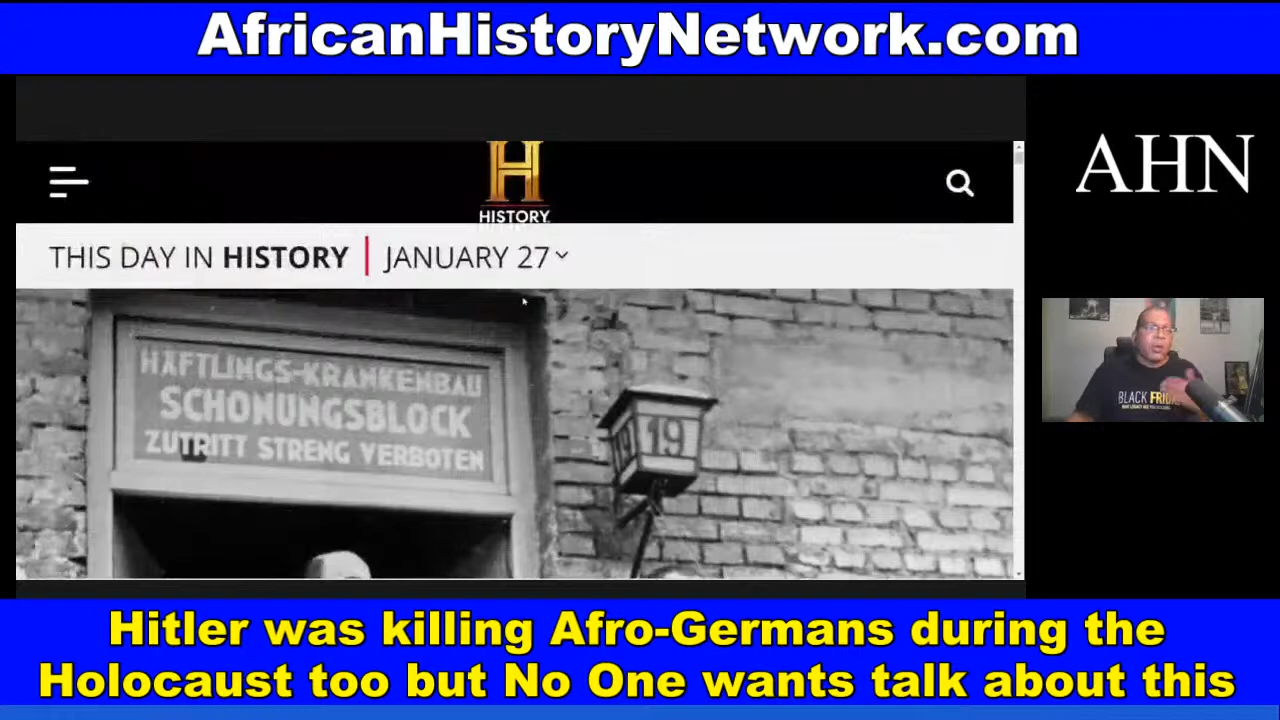 AfricanHistoryNetwork.com
AHN
H
HISTORY
THIS DAY IN HISTORY | JANUARY 27
HÄFTLINGS-KRANKENBAU
SCHONUNGSBLOCK
ZUTRITT STRENG VERBOTEN
19
BLACK
Hitler was killing Afro-Germans during the
Holocaust too but No One wants talk about this